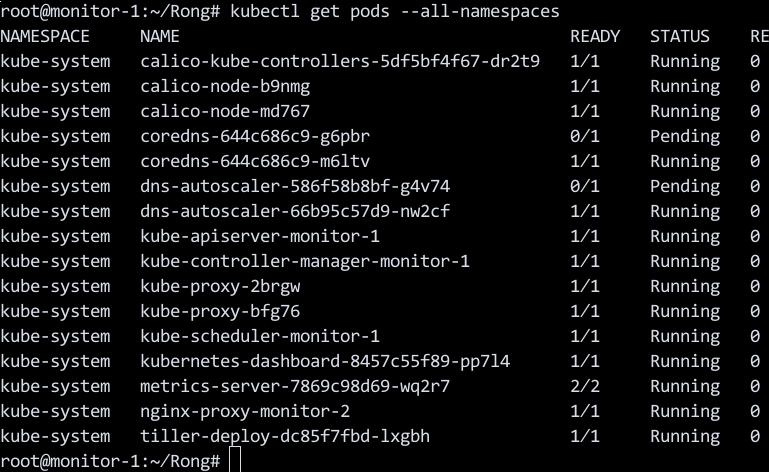 root@monitor-1:~/Rong# kubectl get pods --all-namespaces
NAMESPACE NAME READY STATUS RE
kube-system calico-kube-controllers-5df5bf4f67-dr2t9 1/1 Running 0
kube-system calico-node-b9nmg 1/1 Running 0
kube-system calico-node-md767 1/1 Running 0
kube-system coredns-644c686c9-g6pbr 0/1 Pending 0
kube-system coredns-644c686c9-m6ltv 1/1 Running 0
kube-system dns-autoscaler-586f58b8bf-g4v74 0/1 Pending 0
kube-system dns-autoscaler-66b95c57d9-nw2cf 1/1 Running 0
kube-system kube-apiserver-monitor-1 1/1 Running 0
kube-system kube-controller-manager-monitor-1 1/1 Running 0
kube-system kube-proxy-2brgw 1/1 Running 0
kube-system kube-proxy-bfg76 1/1 Running 0
kube-system kube-scheduler-monitor-1 1/1 Running 0
kube-system kubernetes-dashboard-8457c55f89-pp7l4 1/1 Running 0
kube-system metrics-server-7869c98d69-wq2r7 2/2 Running 0
kube-system nginx-proxy-monitor-2 1/1 Running 0
kube-system tiller-deploy-dc85f7fbd-lxgbh 1/1 Running 0
root@monitor-1:~/Rong#